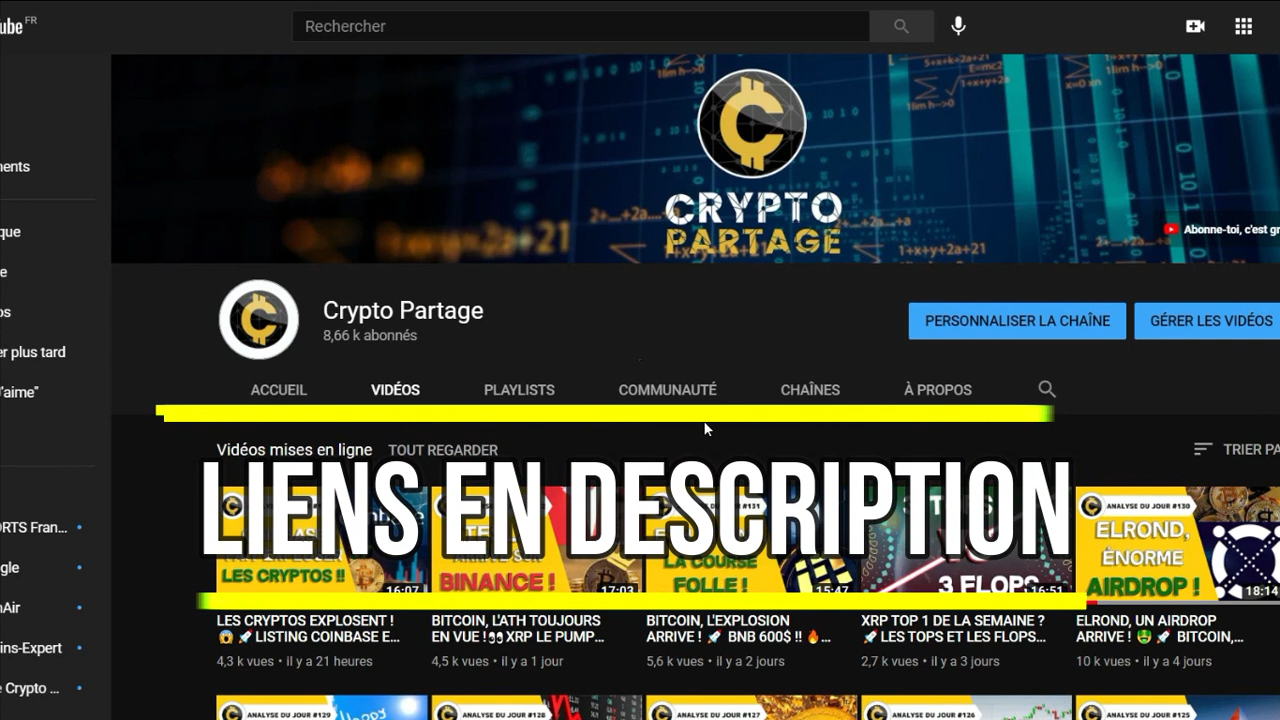 ube FR
Rechercher
CRYPTO
PARTAGE
Abonne-toi, c'est gr
ments
que
e
os
er plus tard
'aime"
Crypto Partage
8,66 k abonnés
PERSONNALISER LA CHAÎNE
GÉRER LES VIDÉOS
ACCUEIL VIDÉOS PLAYLISTS COMMUNAUTÉ CHAÎNES À PROPOS
Vidéos mises en ligne TOUT REGARDER
TRIER PA
LIENS EN DESCRIPTION
ORTS Fran...
gle
nAir
ins-Expert
e Crypto ...
LES CRYPTOS !!
16:07
BINANCE !
17:03
#131
LA COURSE
FOLLE !
15:47
3 FLOPS
16:51
ANALYSE DU JOUR #130
ELROND,
ÉNORME
AIRDROP !
18:14
LES CRYPTOS EXPLOSENT !
😱 🚀 LISTING COINBASE E...
4,3 k vues • il y a 21 heures
BITCOIN, L'ATH TOUJOURS
EN VUE !👀 XRP LE PUMP...
4,5 k vues • il y a 1 jour
BITCOIN, L'EXPLOSION
ARRIVE ! 🚀 BNB 600$ !! 🔥...
5,6 k vues • il y a 2 jours
XRP TOP 1 DE LA SEMAINE ?
🚀 LES TOPS ET LES FLOPS...
2,7 k vues • il y a 3 jours
ELROND, UN AIRDROP
ARRIVE ! 🤑 🚀 BITCOIN,...
10 k vues • il y a 4 jours
ANALYSE DU JOUR #129
ANALYSE DU JOUR #128
ANALYSE DU JOUR #127
ANALYSE DU JOUR #126
ANALYSE DU JOUR #125